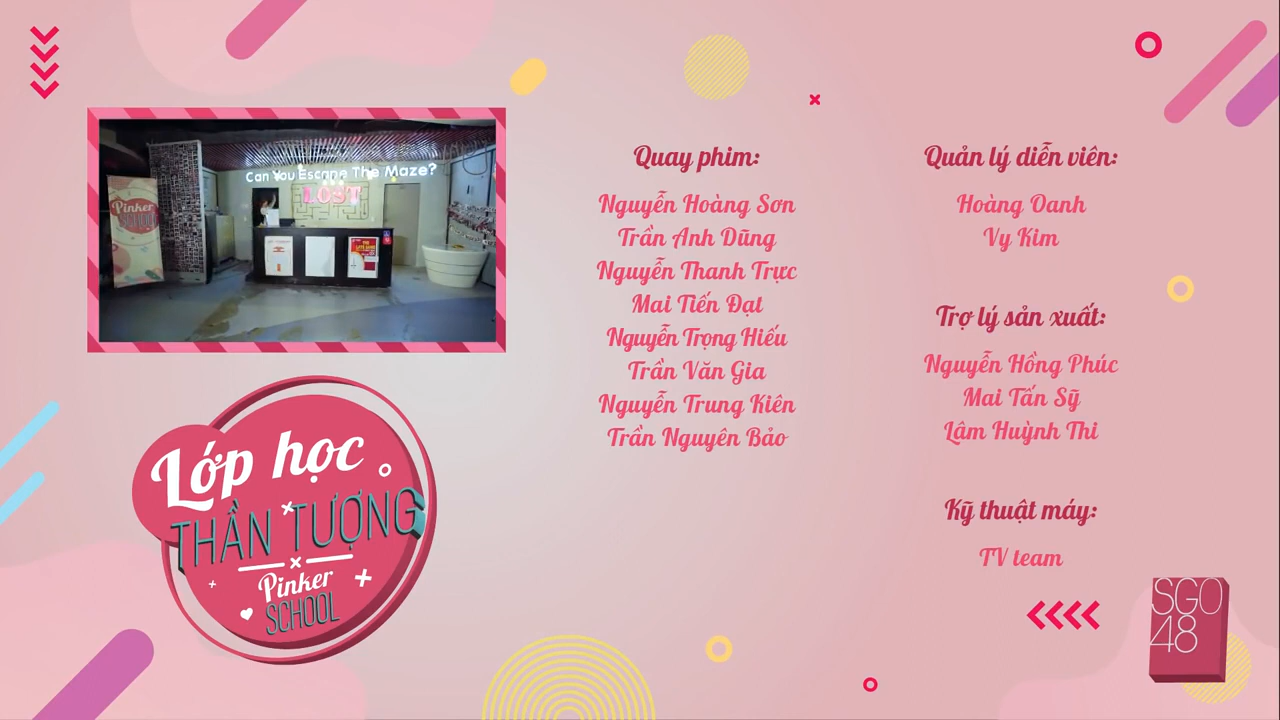 Can You Escape The Maze?
LOST
Pinker
SCHOOL
Lớp học
THẦN TƯỢNG
Pinker
SCHOOL
Quay phim:
Nguyễn Hoàng Sơn
Trần Anh Dũng
Nguyễn Thanh Trực
Mai Tiến Đạt
Nguyễn Trọng Hiếu
Trần Văn Gia
Nguyễn Trung Kiên
Trần Nguyên Bảo
Quản lý diễn viên:
Hoàng Oanh
Vy Kim
Trợ lý sản xuất:
Nguyễn Hồng Phúc
Mai Tấn Sỹ
Lâm Huỳnh Thi
Kỹ thuật máy:
TV team
SGO
48